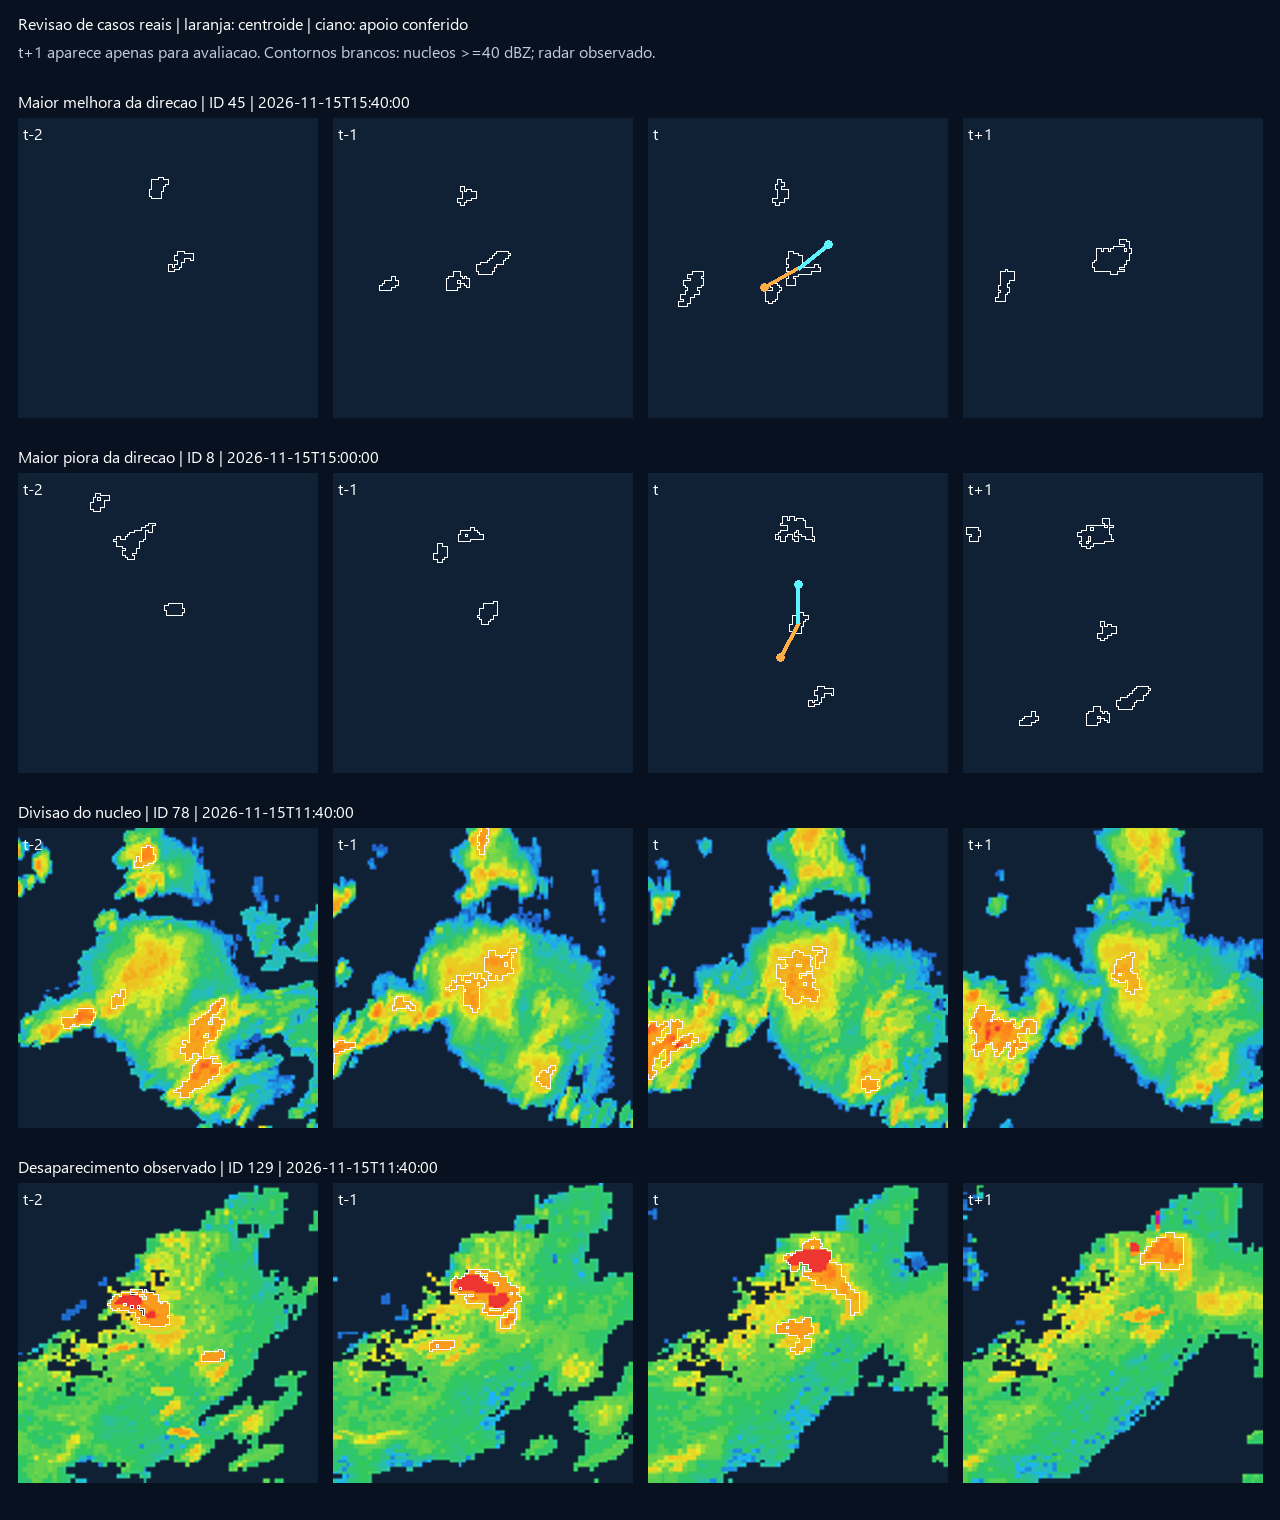 Revisao de casos reais | laranja: centroide | ciano: apoio conferido
t+1 aparece apenas para avaliacao. Contornos brancos: nucleos >=40 dBZ; radar observado.
Maior melhora da direcao | ID 45 | 2026-11-15T15:40:00
t-2 t-1 t t+1
Maior piora da direcao | ID 8 | 2026-11-15T15:00:00
t-2 t-1 t t+1
Divisao do nucleo | ID 78 | 2026-11-15T11:40:00
t-2 t-1 t t+1
Desaparecimento observado | ID 129 | 2026-11-15T11:40:00
t-2 t-1 t t+1